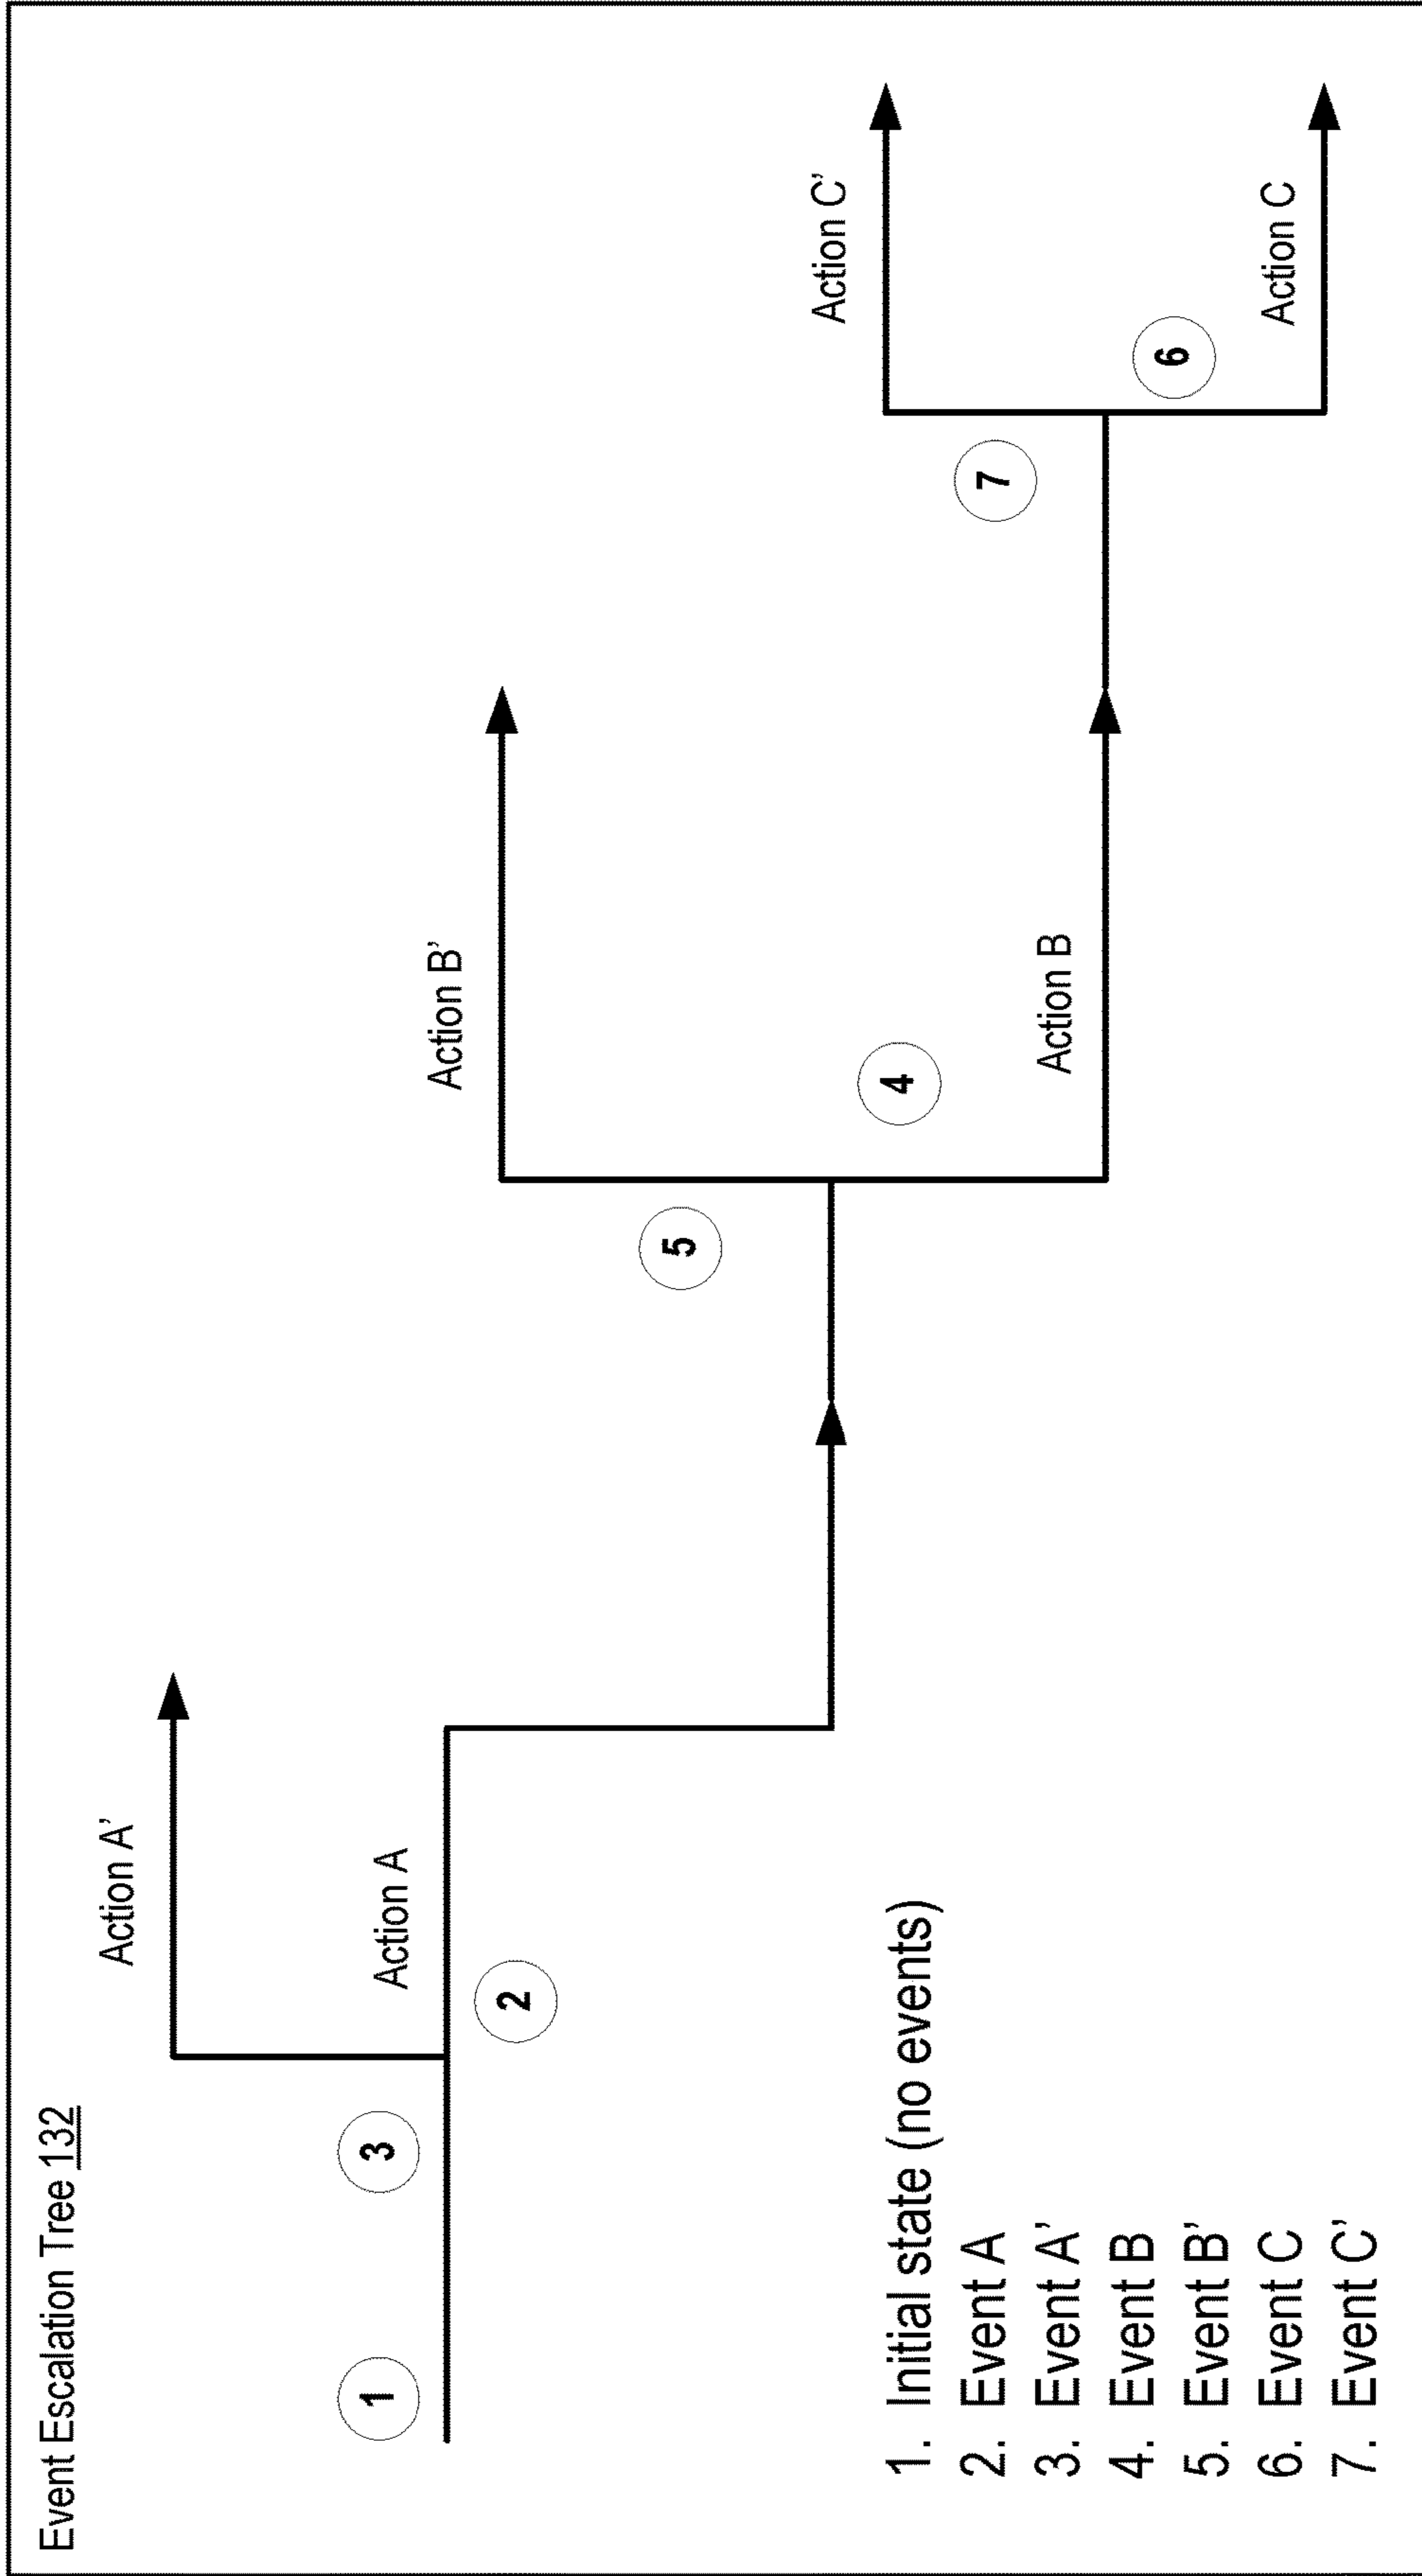 Event Escalation Tree 132
Action A’
3
Action A
1
2
Action B’
5
4
Action B
Action C’
7
6
Action C
1. Initial state (no events)
2. Event A
3. Event A’
4. Event B
5. Event B’
6. Event C
7. Event C’